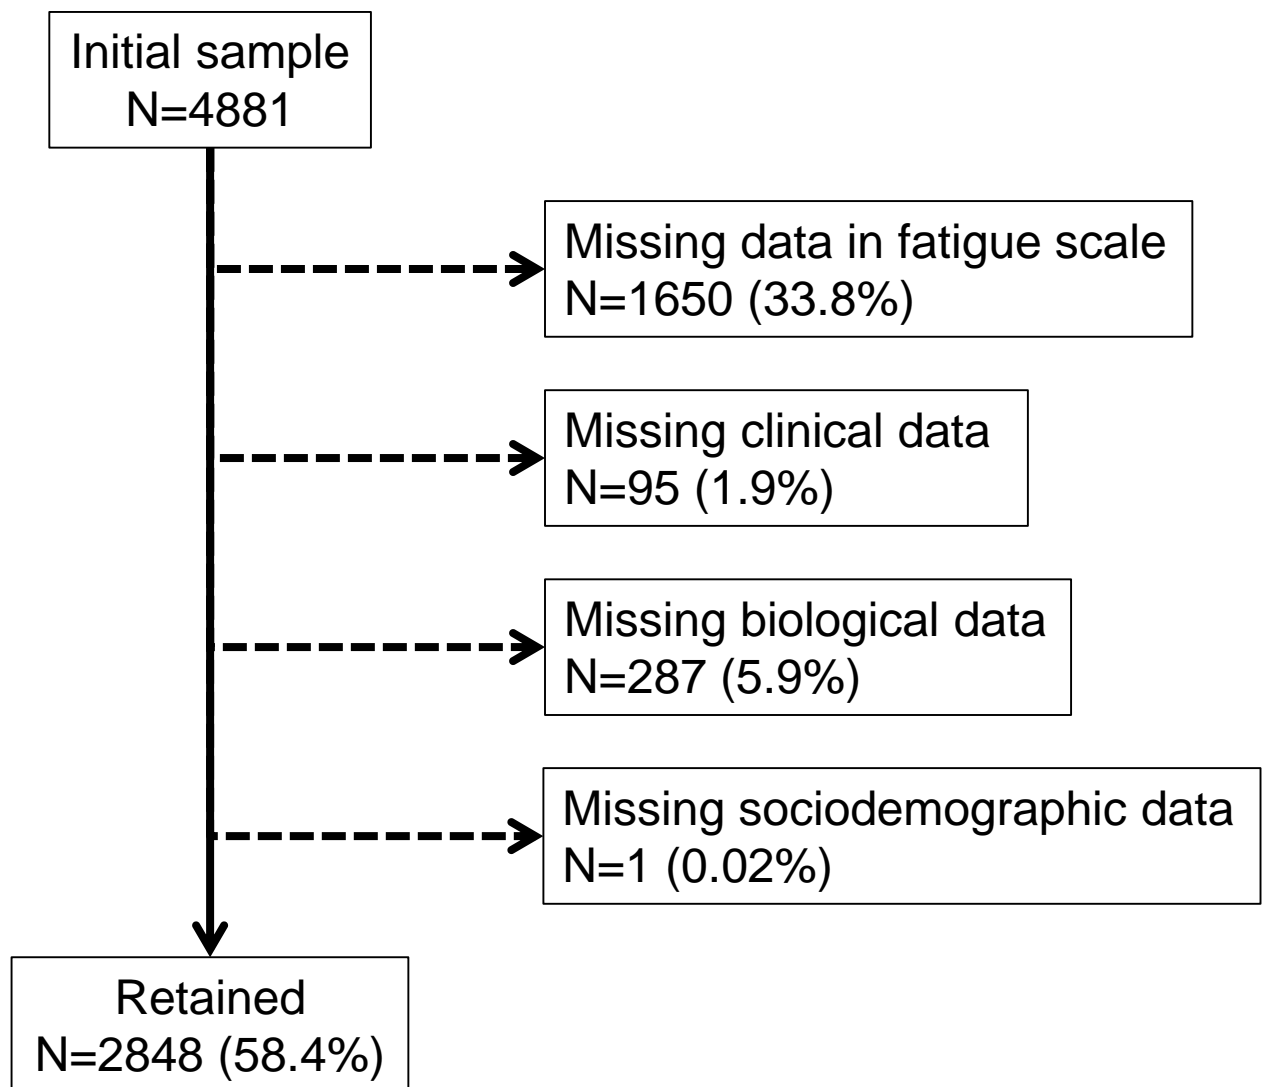 Initial sample
N=4881
Missing data in fatigue scale
N=1650 (33.8%)
Missing clinical data
N=95 (1.9%)
Missing biological data
N=287 (5.9%)
Missing sociodemographic data
N=1 (0.02%)
Retained
N=2848 (58.4%)